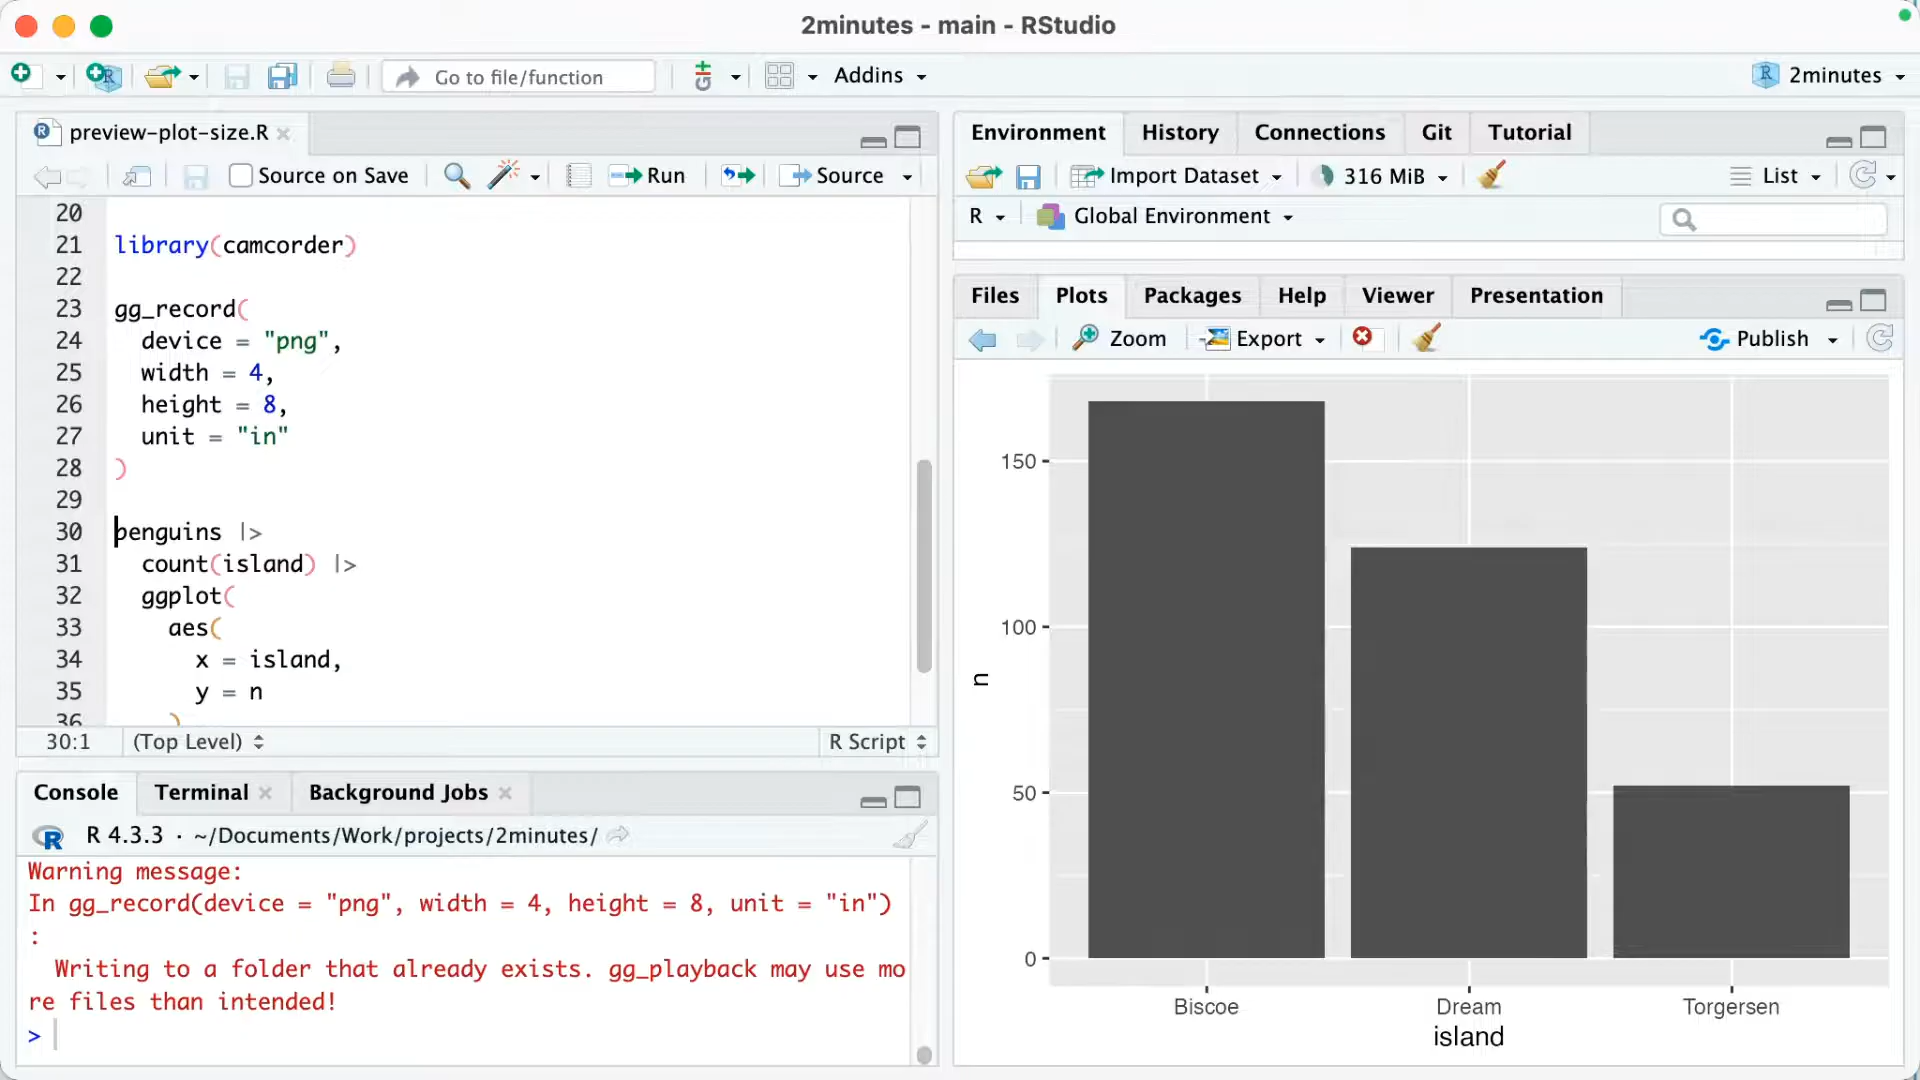 2minutes - main - RStudio
Go to file/function
Addins
2minutes
preview-plot-size.R
Source on Save
Run
Source
20
21 library(camcorder)
22
23 gg_record(
24   device = "png",
25   width = 4,
26   height = 8,
27   unit = "in"
28 )
29
30 penguins |>
31   count(island) |>
32   ggplot(
33     aes(
34       x = island,
35       y = n
36     )
30:1 (Top Level) R Script
Console Terminal Background Jobs
R 4.3.3 · ~/Documents/Work/projects/2minutes/
Warning message:
In gg_record(device = "png", width = 4, height = 8, unit = "in")
:
  Writing to a folder that already exists. gg_playback may use mo
re files than intended!
>
Environment History Connections Git Tutorial
Import Dataset 316 MiB List
R Global Environment
Files Plots Packages Help Viewer Presentation
Zoom Export Publish
150
100
50
0
n
Biscoe Dream Torgersen
island